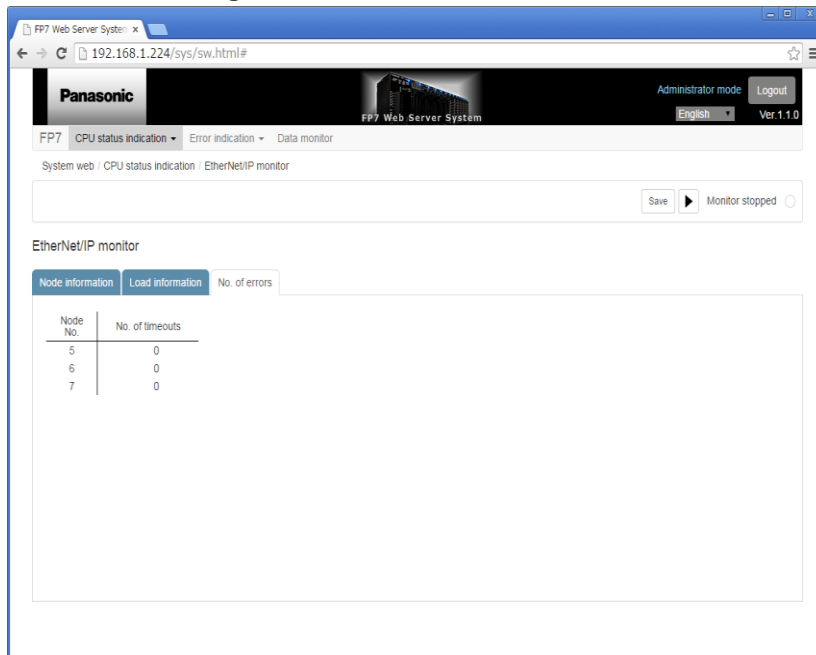 FP7 Web Server System ×
192.168.1.224/sys/sw.html#
Panasonic
FP7 Web Server System
Administrator mode Logout
English Ver.1.1.0
FP7 CPU status indication Error indication Data monitor
System web / CPU status indication / EtherNet/IP monitor
Save Monitor stopped
EtherNet/IP monitor
Node information Load information No. of errors
Node No. No. of timeouts
5 0
6 0
7 0